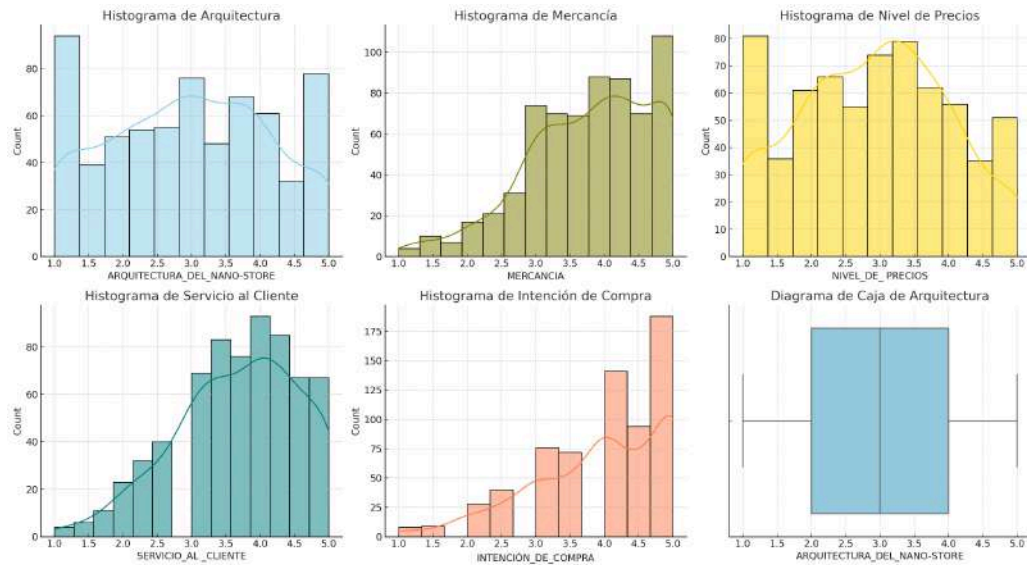 Histograma de Arquitectura
Count
80
60
40
20
0
1.0 1.5 2.0 2.5 3.0 3.5 4.0 4.5 5.0
ARQUITECTURA_DEL_NANO-STORE
Histograma de Mercancía
Count
100
80
60
40
20
0
1.0 1.5 2.0 2.5 3.0 3.5 4.0 4.5 5.0
MERCANCIA
Histograma de Nivel de Precios
Count
80
70
60
50
40
30
20
10
0
1.0 1.5 2.0 2.5 3.0 3.5 4.0 4.5 5.0
NIVEL_DE_PRECIOS
Histograma de Servicio al Cliente
Count
80
60
40
20
0
1.0 1.5 2.0 2.5 3.0 3.5 4.0 4.5 5.0
SERVICIO_AL_CLIENTE
Histograma de Intención de Compra
Count
175
150
125
100
75
50
25
0
1.0 1.5 2.0 2.5 3.0 3.5 4.0 4.5 5.0
INTENCIÓN_DE_COMPRA
Diagrama de Caja de Arquitectura
1.0 1.5 2.0 2.5 3.0 3.5 4.0 4.5 5.0
ARQUITECTURA_DEL_NANO-STORE